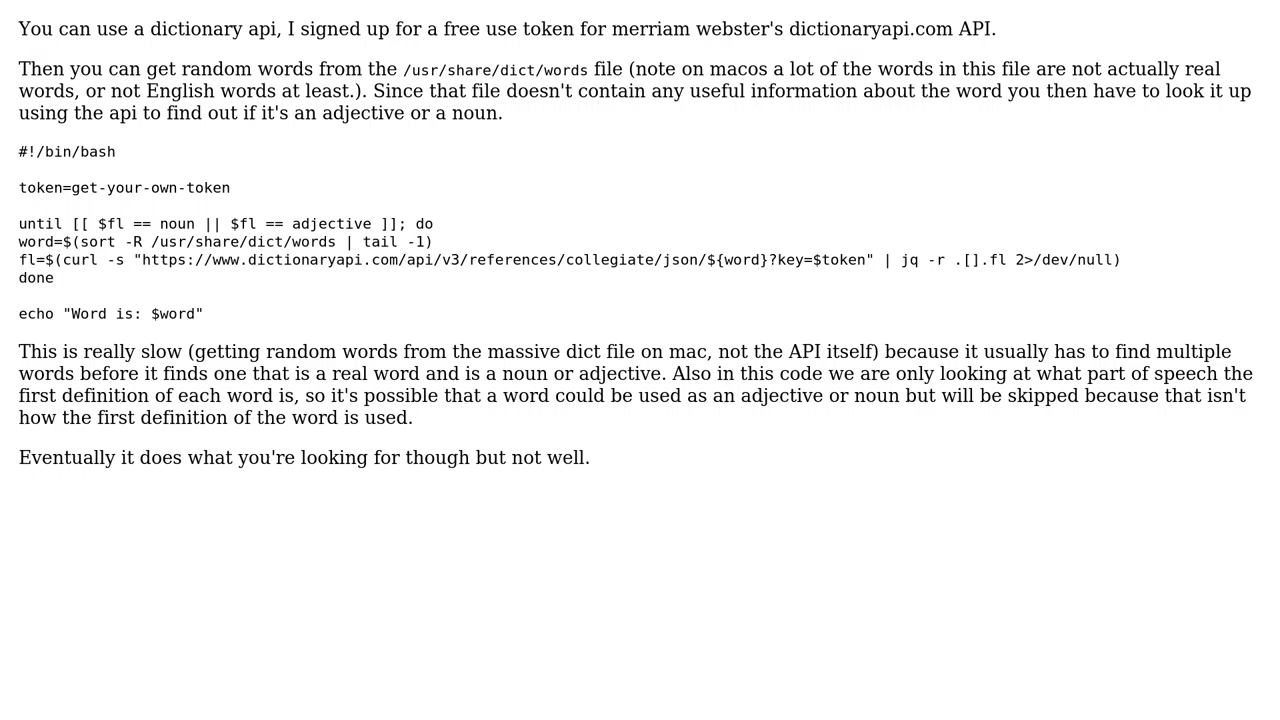 You can use a dictionary api, I signed up for a free use token for merriam webster's dictionaryapi.com API.
Then you can get random words from the /usr/share/dict/words file (note on macos a lot of the words in this file are not actually real
words, or not English words at least.). Since that file doesn't contain any useful information about the word you then have to look it up
using the api to find out if it's an adjective or a noun.
#!/bin/bash
token=get-your-own-token
until [[ $fl == noun || $fl == adjective ]]; do
word=$(sort -R /usr/share/dict/words | tail -1)
fl=$(curl -s "https://www.dictionaryapi.com/api/v3/references/collegiate/json/${word}?key=$token" | jq -r .[].fl 2>/dev/null)
done
echo "Word is: $word"
This is really slow (getting random words from the massive dict file on mac, not the API itself) because it usually has to find multiple
words before it finds one that is a real word and is a noun or adjective. Also in this code we are only looking at what part of speech the
first definition of each word is, so it's possible that a word could be used as an adjective or noun but will be skipped because that isn't
how the first definition of the word is used.
Eventually it does what you're looking for though but not well.